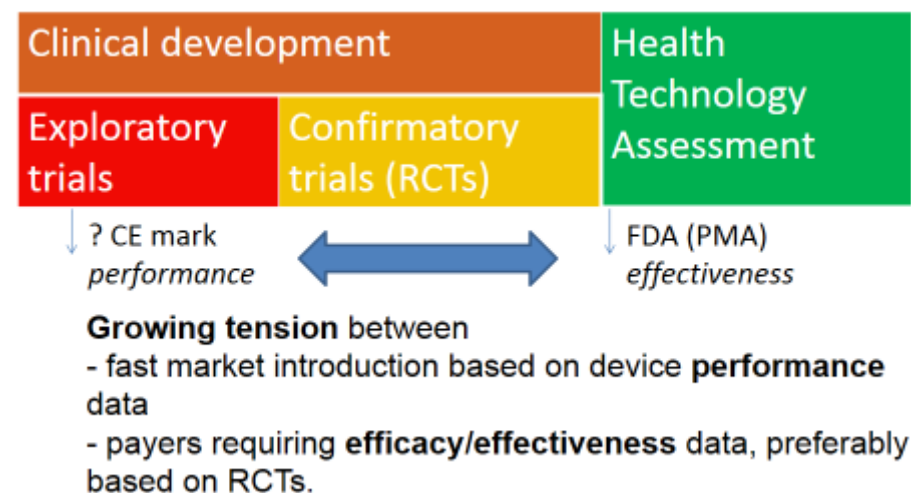 Clinical development
Health
Technology
Assessment
Exploratory
trials
Confirmatory
trials (RCTs)
? CE mark
performance
FDA (PMA)
effectiveness
Growing tension between
- fast market introduction based on device performance
data
- payers requiring efficacy/effectiveness data, preferably
based on RCTs.